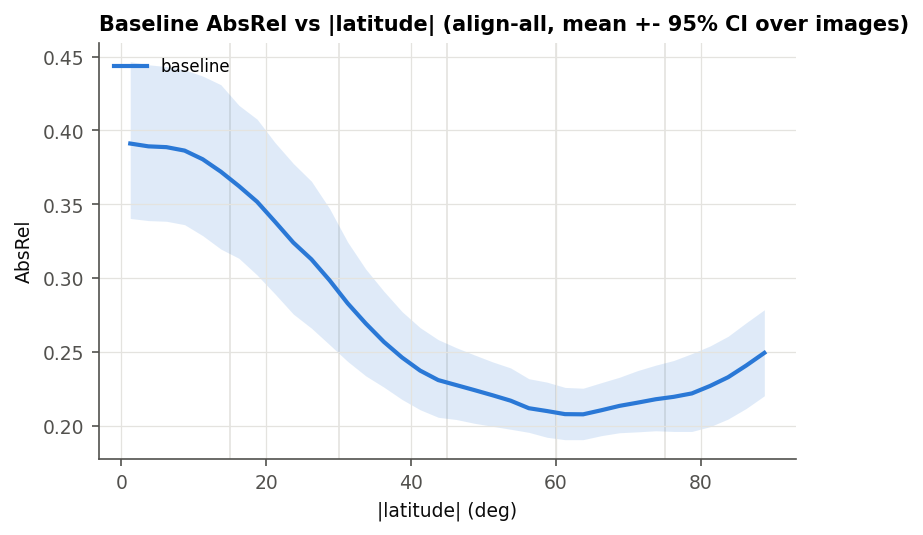 Baseline AbsRel vs |latitude| (align-all, mean +- 95% CI over images)
baseline
0.45
0.40
0.35
0.30
0.25
0.20
AbsRel
0 20 40 60 80
|latitude| (deg)